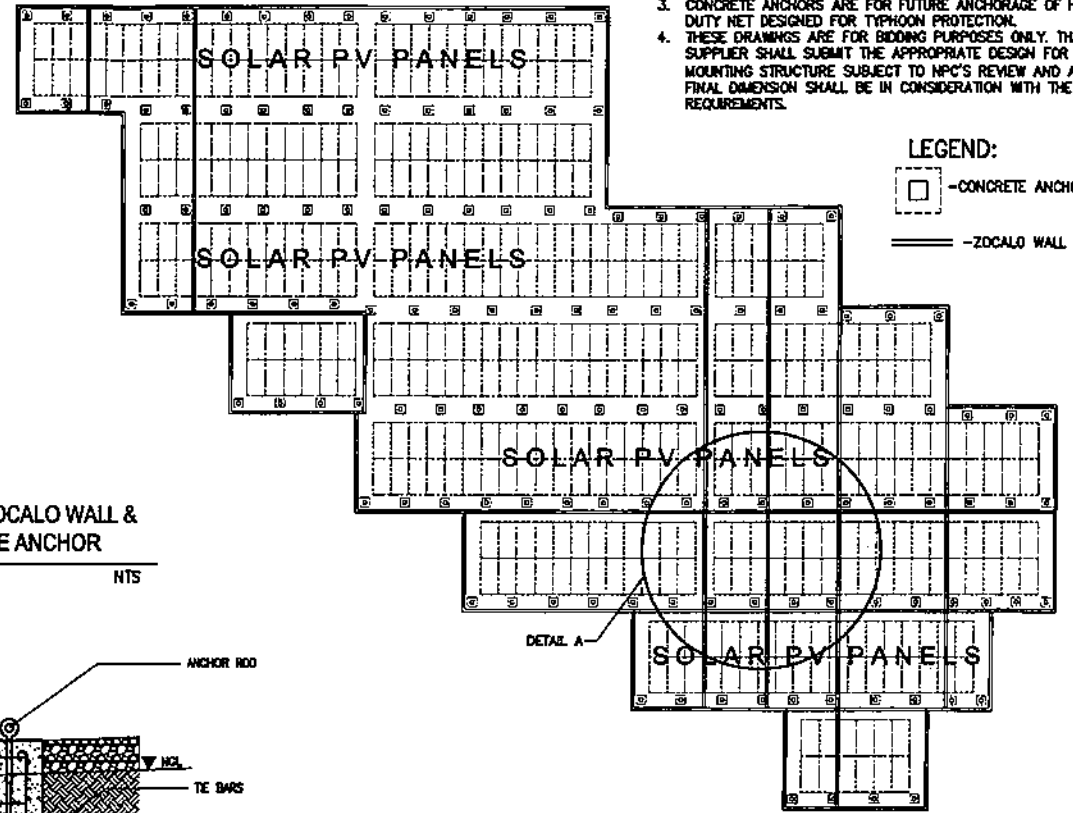 3. CONCRETE ANCHORS ARE FOR FUTURE ANCHORAGE OF
DUTY NET DESIGNED FOR TYPHOON PROTECTION.
4. THESE DRAWINGS ARE FOR BIDDING PURPOSES ONLY.
SUPPLIER SHALL SUBMIT THE APPROPRIATE DESIGN FOR
MOUNTING STRUCTURE SUBJECT TO NPC'S REVIEW AND
FINAL DIMENSION SHALL BE IN CONSIDERATION WITH THE
REQUIREMENTS.
LEGEND:
-CONCRETE
-ZOCALO WALL
SOLAR PV PANELS
SOLAR PV PANELS
SOLAR PV PANELS
SOLAR PV PANELS
DETAIL A
OCALO WALL &
E ANCHOR
NTS
ANCHOR ROD
NGL
TIE BARS